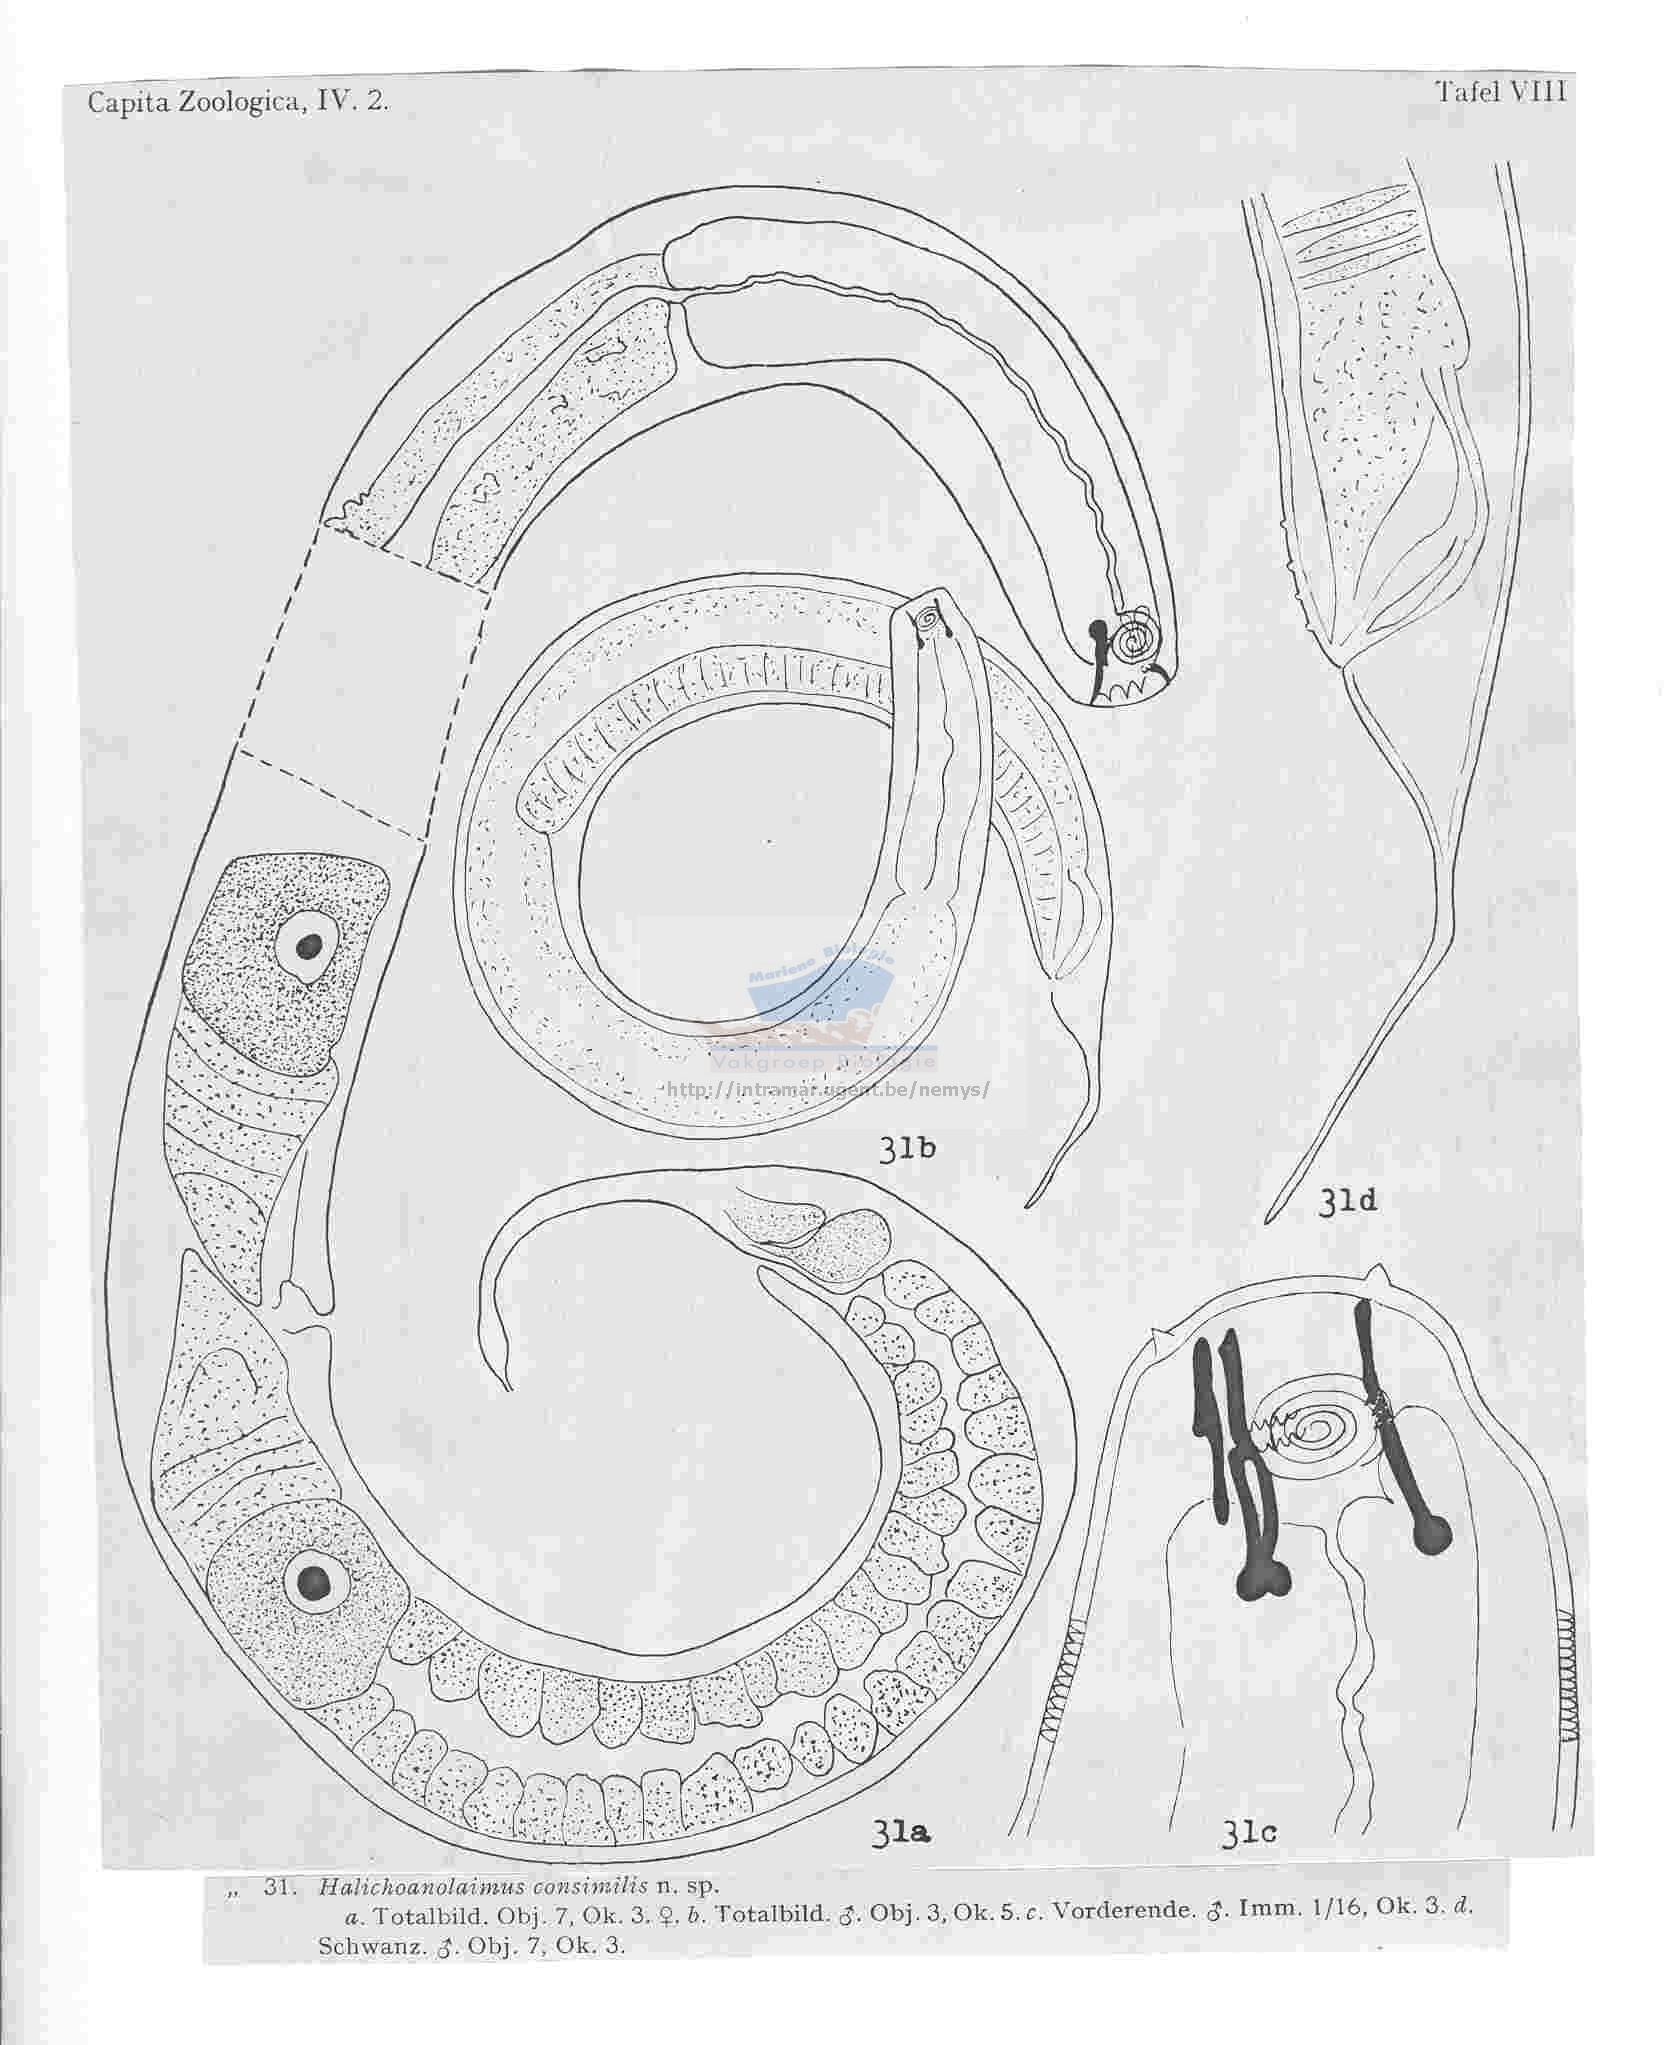 Capita Zoologica, IV. 2.
Tafel VIII
Mariene Biologie
Vakgroep Biologie
http://intramar.ugent.be/nemys/
31b
31d
31a
31c
„ 31. Halichoanolaimus consimilis n. sp.
a. Totalbild. Obj. 7, Ok. 3. ♀. b. Totalbild. ♂. Obj. 3, Ok. 5. c. Vorderende. ♂. Imm. 1/16, Ok. 3. d.
Schwanz. ♂. Obj. 7, Ok. 3.